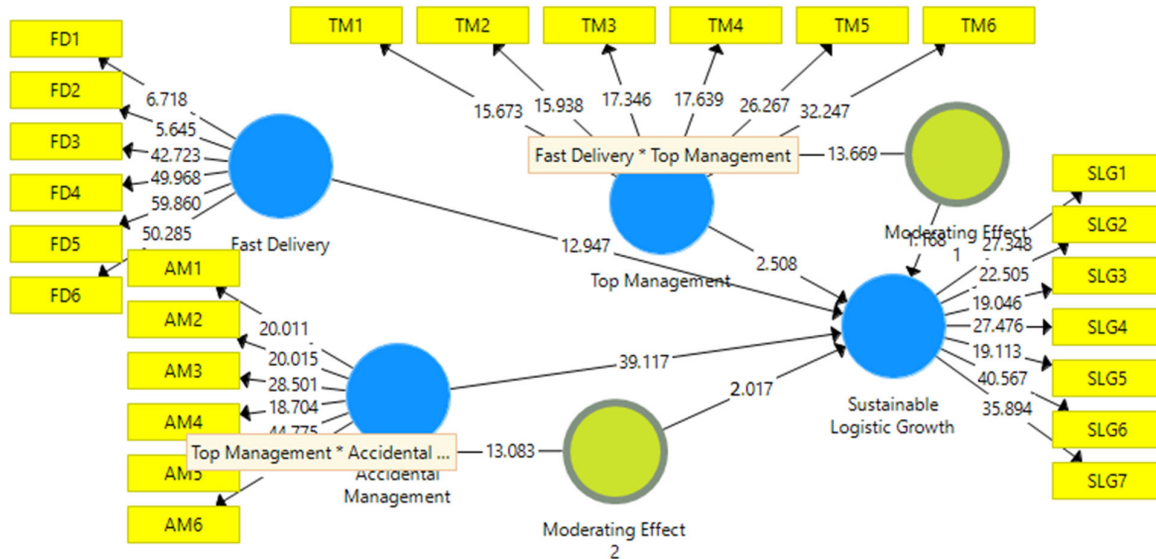 TM1
TM2
TM3
TM4
TM5
TM6
FD1
FD2
FD3
FD4
FD5
FD6
6.718
5.645
42.723
49.968
59.860
50.285
Fast Delivery
15.673
15.938
17.346
17.639
26.267
32.247
Fast Delivery * Top Management
13.669
Top Management
Moderating Effect
1
1.168
12.947
2.508
SLG1
SLG2
SLG3
SLG4
SLG5
SLG6
SLG7
27.348
22.505
19.046
27.476
19.113
40.567
35.894
Sustainable
Logistic Growth
AM1
AM2
AM3
AM4
AM5
AM6
20.011
20.015
28.501
18.704
44.775
39.117
2.017
Top Management * Accidental ...
13.083
Accidental
Management
Moderating Effect
2